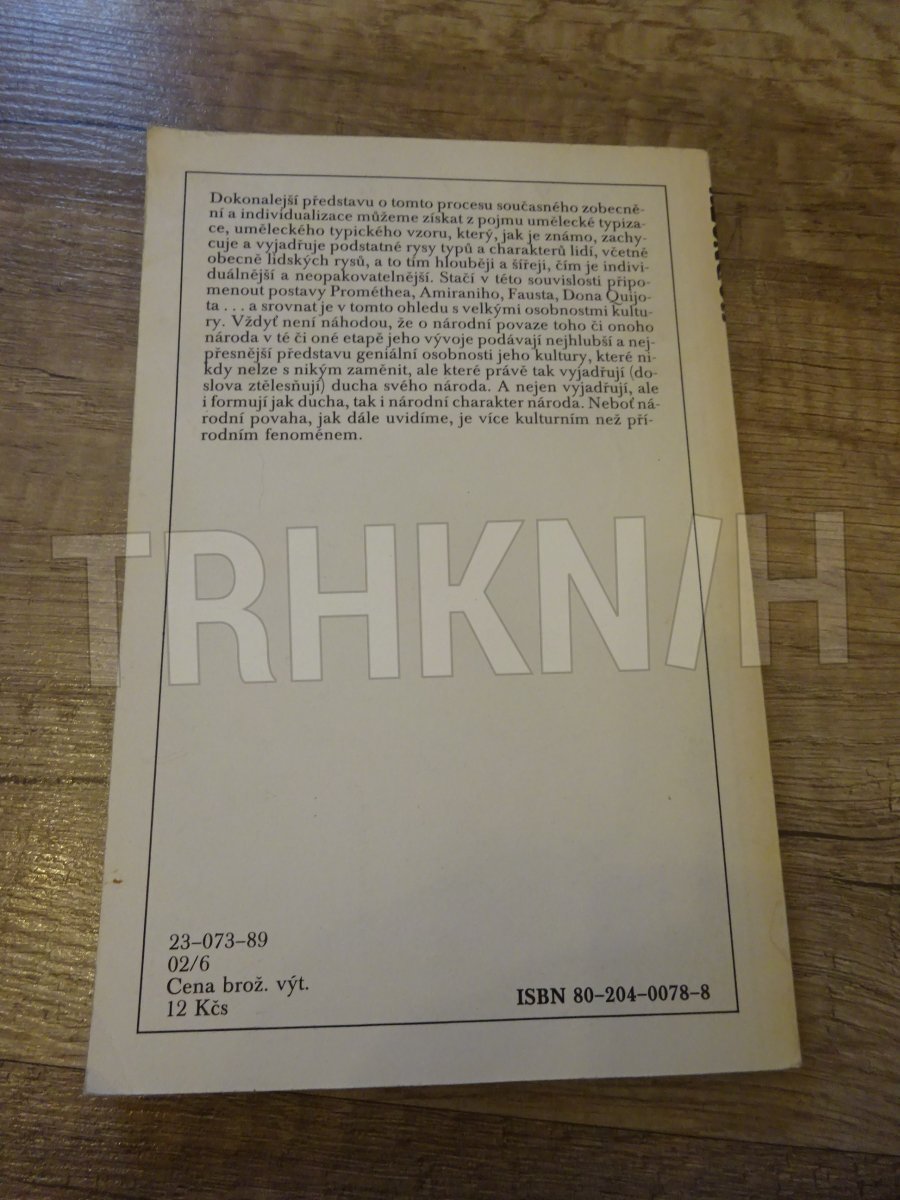 Dokonalejší představu o tomto procesu současného zobecně-
ní a individualizace můžeme získat z pojmu umělecké typiza-
ce, uměleckého typického vzoru, který, jak je známo, zachy-
cuje a vyjadřuje podstatné rysy typů a charakterů lidí, včetně
obecně lidských rysů, a to tím hlouběji a šířeji, čím je indivi-
duálnější a neopakovatelnější. Stačí v této souvislosti připo-
menout postavy Prométhea, Amiraniho, Fausta, Dona Quijo-
ta . . . a srovnat je v tomto ohledu s velkými osobnostmi kultu-
ry. Vždyť není náhodou, že o národní povaze toho či onoho
národa v té či oné etapě jeho vývoje podávají nejhlubší a nej-
přesnější představu geniální osobnosti jeho kultury, které ni-
kdy nelze s nikým zaměnit, ale které právě tak vyjadřují (do-
slova ztělesňují) ducha svého národa. A nejen vyjadřují, ale
i formují jak ducha, tak i národní charakter národa. Neboť ná-
rodní povaha, jak dále uvidíme, je více kulturním než pří-
rodním fenoménem.
TRHKNIH
23–073–89
02/6
Cena brož. výt.
12 Kčs
ISBN 80–204–0078–8